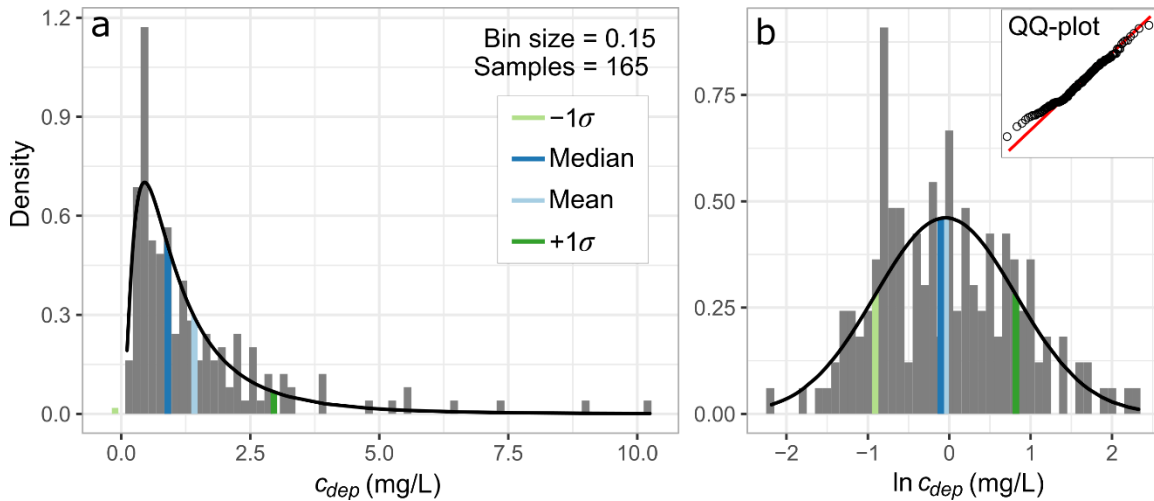 a
Bin size = 0.15
Samples = 165
−1σ
Median
Mean
+1σ
Density
1.2
0.9
0.6
0.3
0.0
0.0
2.5
5.0
7.5
10.0
c_dep (mg/L)
b
QQ-plot
0.75
0.50
0.25
0.00
−2
−1
0
1
2
ln c_dep (mg/L)